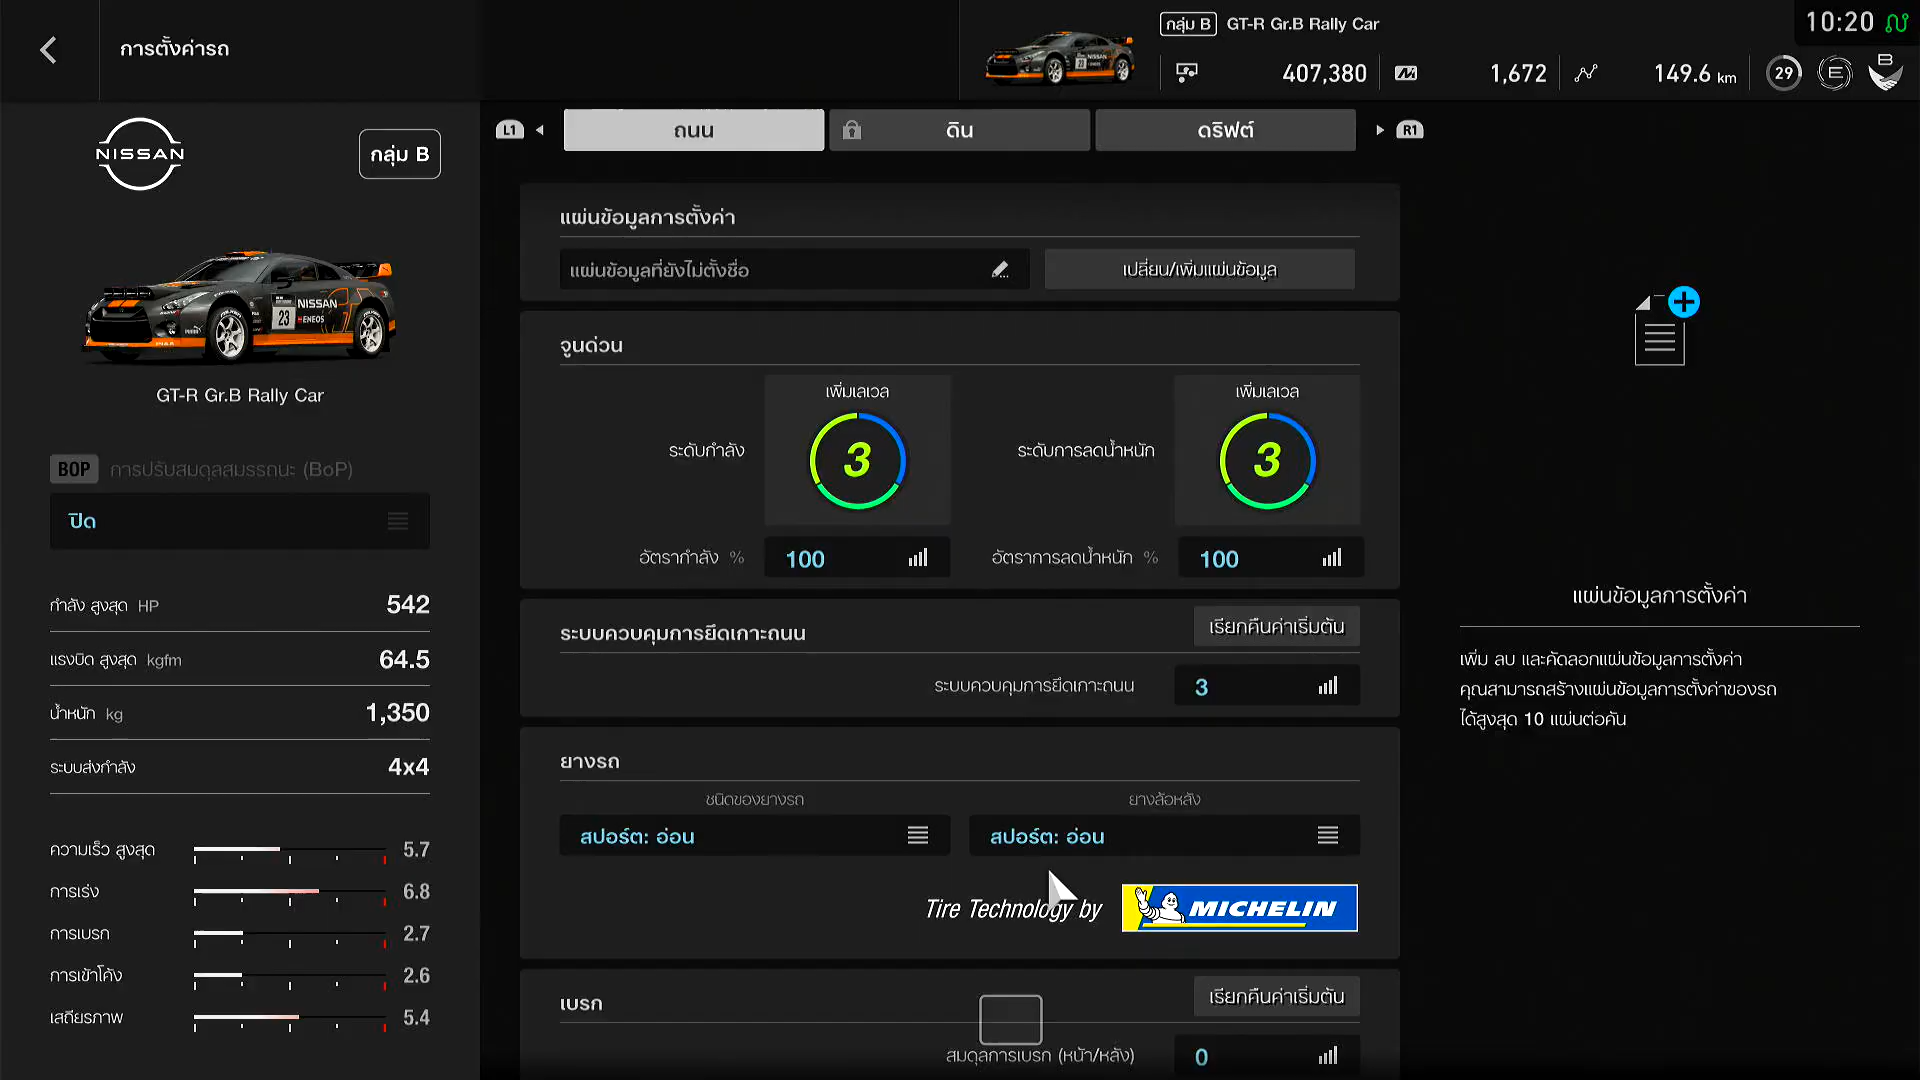 การตั้งค่ารถ
กลุ่ม B GT-R Gr.B Rally Car
10:20
407,380
1,672
149.6 km
29
E
B
NISSAN
กลุ่ม B
L1
ถนน
ดิน
ดริฟต์
R1
NISSAN
23
ENEOS
GT-R Gr.B Rally Car
BOP การปรับสมดุลสมรรถนะ (BoP)
ปิด
กำลัง สูงสุด HP 542
แรงบิด สูงสุด kgfm 64.5
น้ำหนัก kg 1,350
ระบบส่งกำลัง 4x4
ความเร็ว สูงสุด 5.7
การเร่ง 6.8
การเบรก 2.7
การเข้าโค้ง 2.6
เสถียรภาพ 5.4
แผ่นข้อมูลการตั้งค่า
แผ่นข้อมูลที่ยังไม่ตั้งชื่อ
เปลี่ยน/เพิ่มแผ่นข้อมูล
จูนด่วน
เพิ่มเลเวล
เพิ่มเลเวล
ระดับกำลัง 3
ระดับการลดน้ำหนัก 3
อัตรากำลัง % 100
อัตราการลดน้ำหนัก % 100
ระบบควบคุมการยึดเกาะถนน
เรียกคืนค่าเริ่มต้น
ระบบควบคุมการยึดเกาะถนน 3
ยางรถ
ชนิดของยางรถ
ยางล้อหลัง
สปอร์ต: อ่อน
สปอร์ต: อ่อน
Tire Technology by MICHELIN
เบรก
เรียกคืนค่าเริ่มต้น
สมดุลการเบรก (หน้า/หลัง) 0
แผ่นข้อมูลการตั้งค่า
เพิ่ม ลบ และคัดลอกแผ่นข้อมูลการตั้งค่า
คุณสามารถสร้างแผ่นข้อมูลการตั้งค่าของรถ
ได้สูงสุด 10 แผ่นต่อคัน